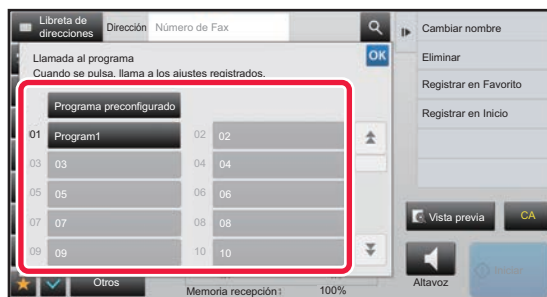 Libreta de direcciones Dirección Número de Fax
Llamada al programa OK
Cuando se pulsa, llama a los ajustes registrados.
Programa preconfigurado
01 Program1 02 02
03 03 04 04
05 05 06 06
07 07 08 08
09 09 10 10
Otros
Memoria recepción: 100%
Cambiar nombre
Eliminar
Registrar en Favorito
Registrar en Inicio
Vista previa CA
Altavoz
Iniciar